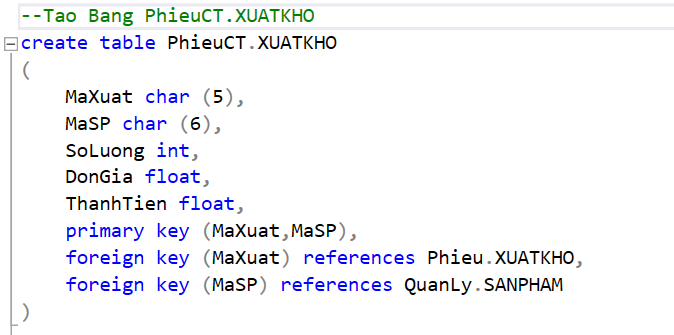 --Tao Bang PhieuCT.XUATKHO
create table PhieuCT.XUATKHO
(
MaXuat char (5),
MaSP char (6),
SoLuong int,
DonGia float,
ThanhTien float,
primary key (MaXuat,MaSP),
foreign key (MaXuat) references Phieu.XUATKHO,
foreign key (MaSP) references QuanLy.SANPHAM
)